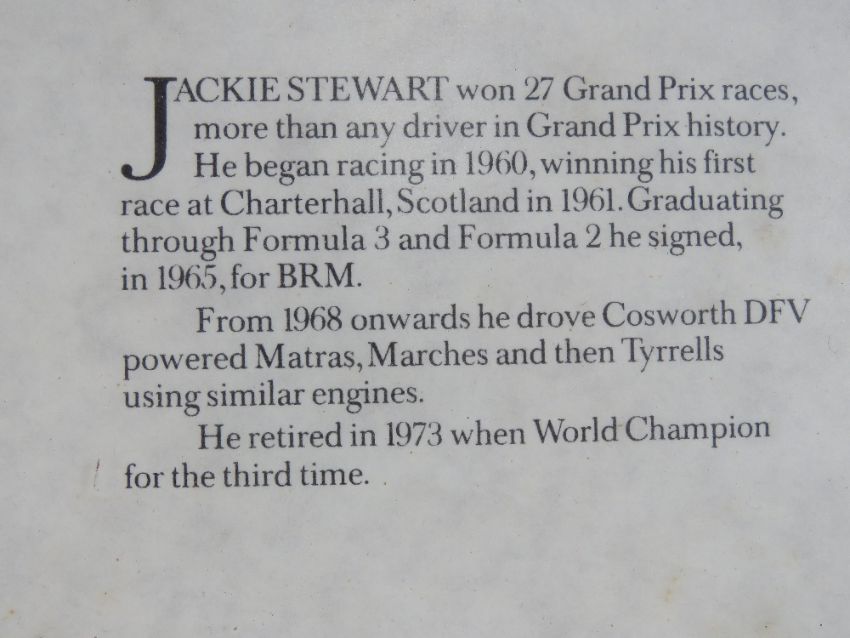 JACKIE STEWART won 27 Grand Prix races,
more than any driver in Grand Prix history.
He began racing in 1960, winning his first
race at Charterhall, Scotland in 1961. Graduating
through Formula 3 and Formula 2 he signed,
in 1965, for BRM.
From 1968 onwards he drove Cosworth DFV
powered Matras, Marches and then Tyrrells
using similar engines.
He retired in 1973 when World Champion
for the third time.